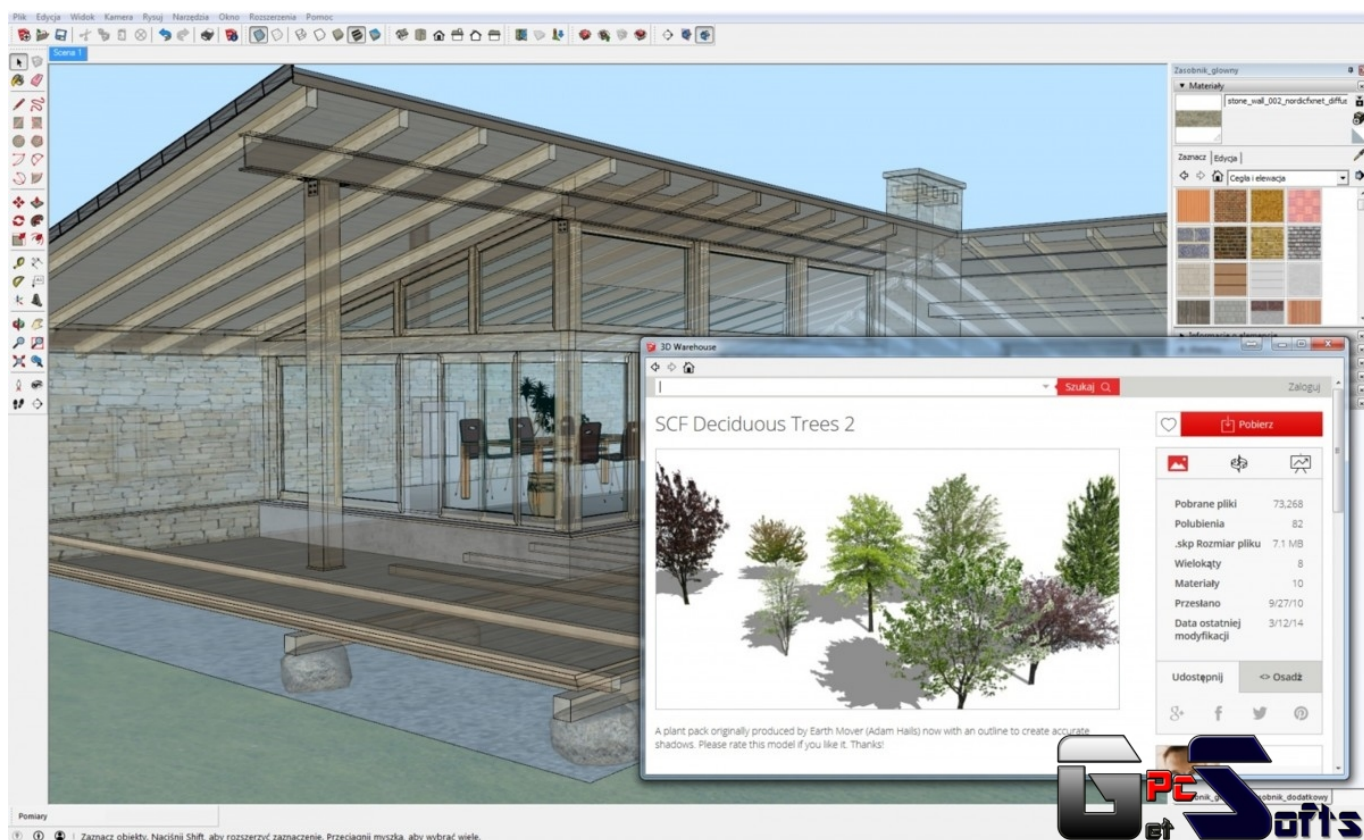 Plik Edycja Widok Kamera Rysuj Narzędzia Okno Rozszerzenia Pomoc
Scena 1
Zasobnik_glowny
Materiały
stone_wall_002_nordicfxnet_diffus
Zaznacz Edycja
Cegła i elewacja
3D Warehouse
Szukaj
Zaloguj
SCF Deciduous Trees 2
Pobierz
Pobrane pliki 73,268
Polubienia 82
.skp Rozmiar pliku 7.1 MB
Wielokąty 8
Materiały 10
Przesłano 9/27/10
Data ostatniej 3/12/14
modyfikacji
Udostępnij <> Osadź
A plant pack originally produced by Earth Mover (Adam Halls) now with an outline to create accurate
shadows. Please rate this model if you like it. Thanks!
Get Pc Softs
Pomiary
Zaznacz obiekty. Naciśnij Shift, aby rozszerzyć zaznaczenie. Przeciągnij myszką, aby wybrać wiele.